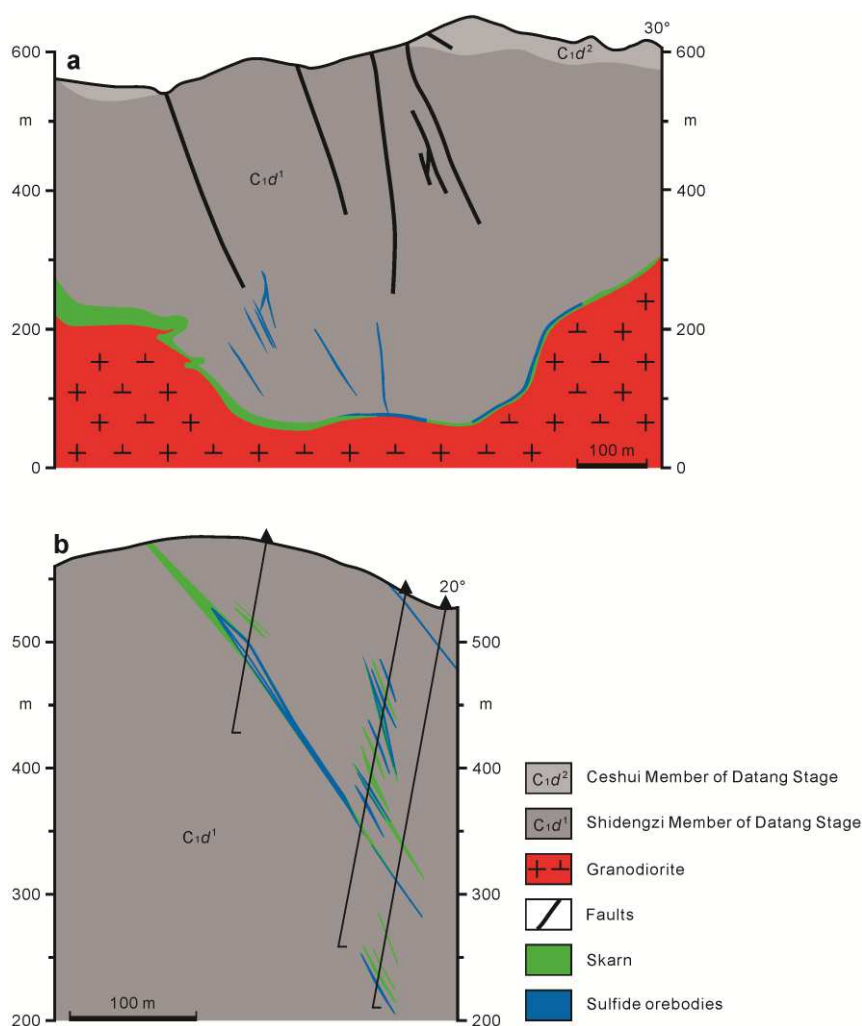 a
30°
600
600
C₁d²
m
m
C₁d¹
400
400
200
200
0
0
100 m
b
20°
500
500
m
m
400
400
C₁d¹
300
300
200
200
100 m
C₁d² Ceshui Member of Datang Stage
C₁d¹ Shidengzi Member of Datang Stage
Granodiorite
Faults
Skarn
Sulfide orebodies